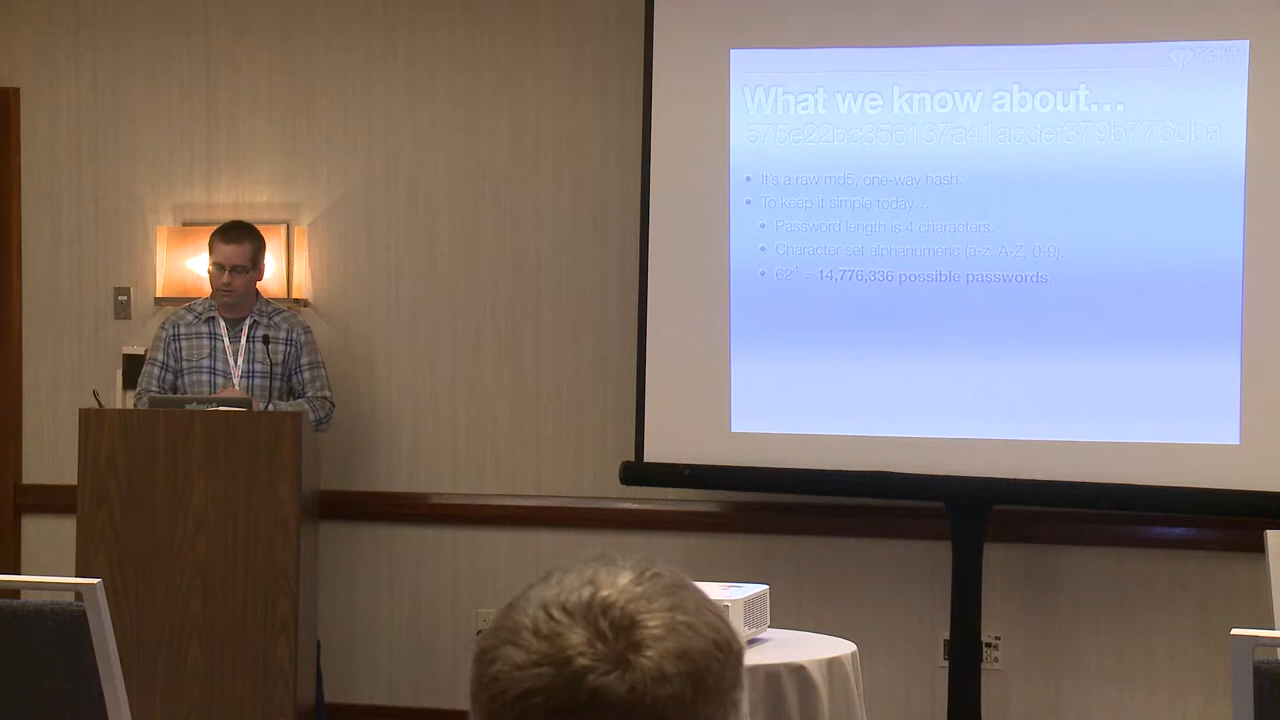 What we know about…
575e22bc356137a41abdef379b776dba
• It's a raw md5, one-way hash.
• To keep it simple today…
• Password length is 4 characters.
• Character set alphanumeric (a-z, A-Z, 0-9).
• 62⁴ = 14,776,336 possible passwords.